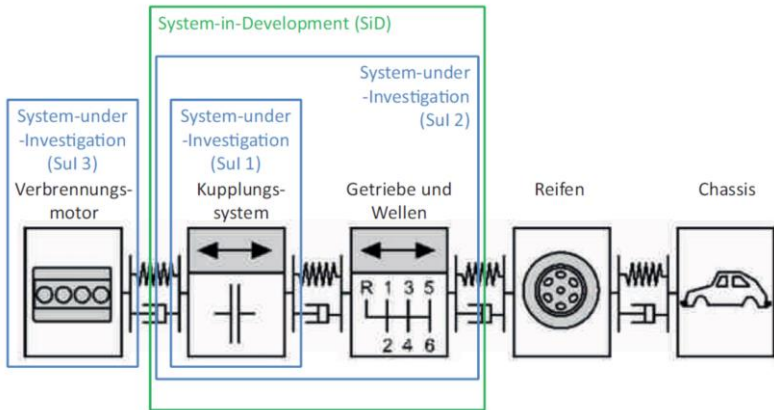 System-in-Development (SiD)
System-under
-Investigation
(SuI 2)
System-under
-Investigation
(SuI 3)
System-under
-Investigation
(SuI 1)
Verbrennungs-
motor
Kupplungs-
system
Getriebe und
Wellen
Reifen
Chassis
R 1 3 5
2 4 6